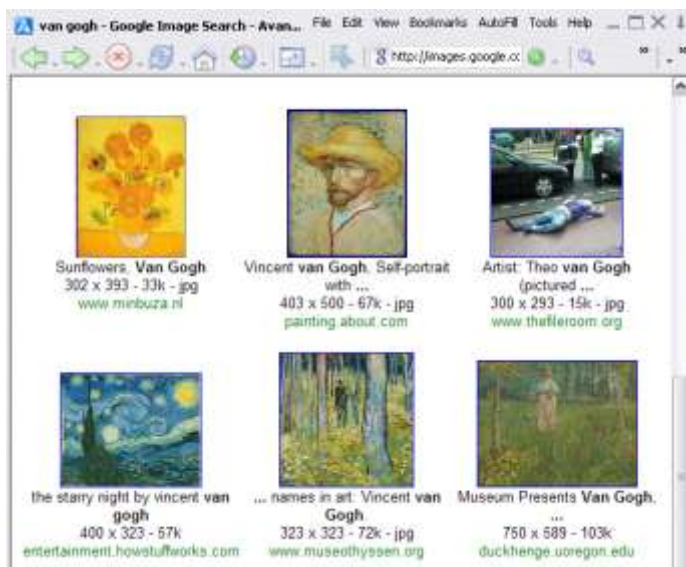 van gogh - Google Image Search - Avan... File Edit View Bookmarks AutoFill Tools Help
http://images.google.cc
Sunflowers, Van Gogh
302 x 393 - 33k - jpg
www.minbuza.nl
Vincent van Gogh. Self-portrait
with ...
403 x 500 - 67k - jpg
painting.about.com
Artist: Theo van Gogh
(pictured ...
300 x 293 - 15k - jpg
www.thefileroom.org
the starry night by vincent van
gogh
400 x 323 - 57k
entertainment.howstuffworks.com
... names in art: Vincent van
Gogh.
323 x 323 - 72k - jpg
www.museothyssen.org
Museum Presents Van Gogh,
...
750 x 589 - 103k
duckhenge.uoregon.edu